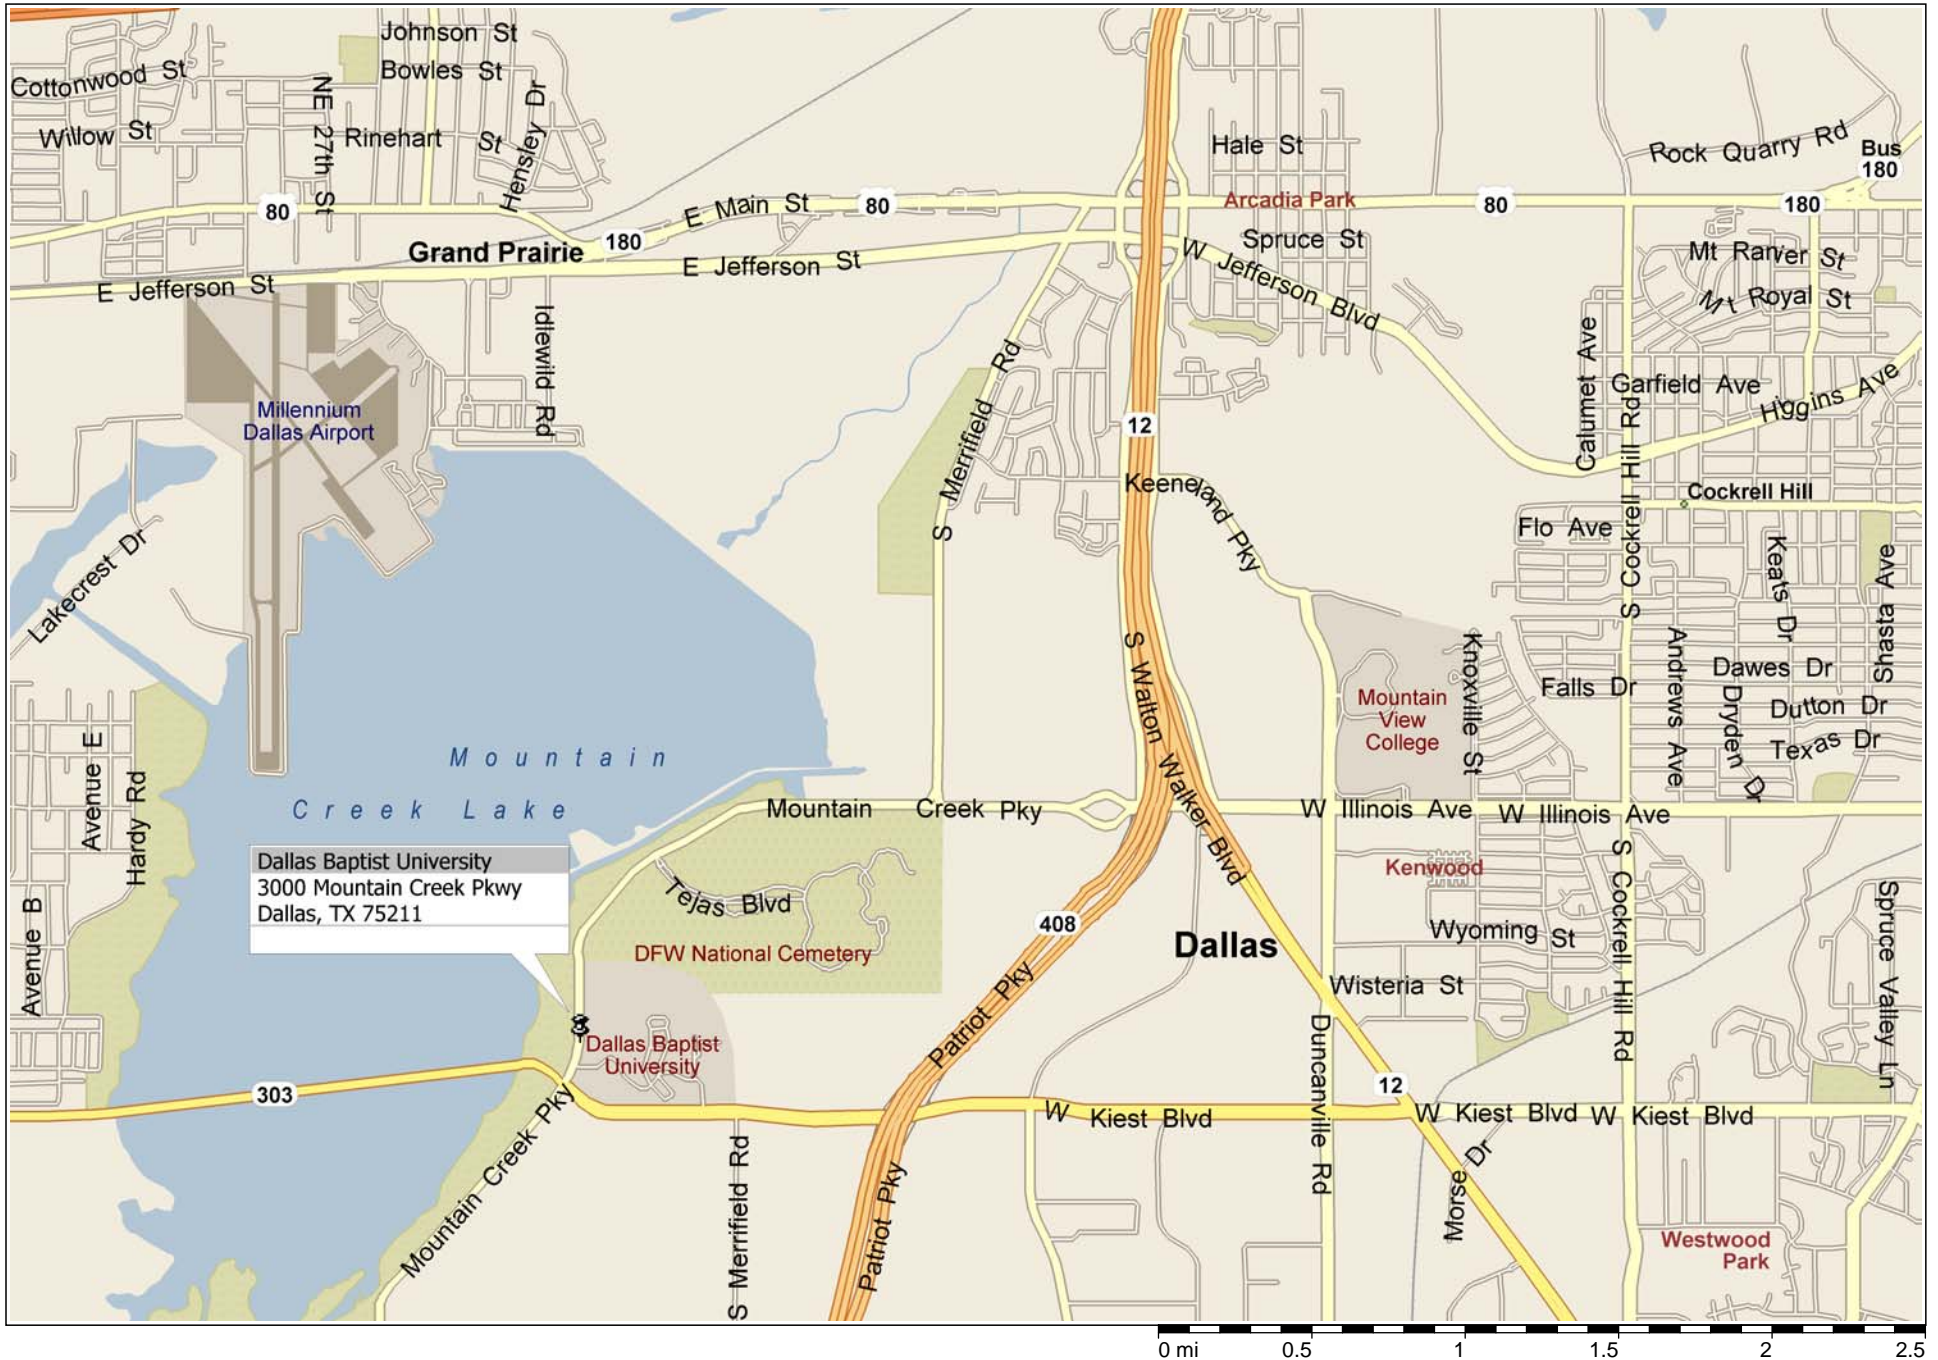 Johnson St
Bowles St
Cottonwood St
Willow St
NE 27th St
Rinehart St
Hensley Dr
Hale St
Rock Quarry Rd
Bus
180
80
E Main St
80
Arcadia Park
80
180
Grand Prairie
180
Spruce St
E Jefferson St
E Jefferson St
W Jefferson Blvd
Mt Ranier St
Mt Royal St
Idlewild Rd
S Merrifield Rd
Calumet Ave
Garfield Ave
Higgins Ave
Millennium
Dallas Airport
12
S Cockrell Hill Rd
Keeneland Pky
Cockrell Hill
Flo Ave
Lakecrest Dr
Keats Dr
Shasta Ave
S Walton Walker Blvd
Knoxville St
Andrews Ave
Dawes Dr
Falls Dr
Dryden Dr
Dutton Dr
Texas Dr
Mountain
View
College
Avenue E
Hardy Rd
Mountain
Creek Lake
Mountain Creek Pky
W Illinois Ave
W Illinois Ave
Dallas Baptist University
3000 Mountain Creek Pkwy
Dallas, TX 75211
Tejas Blvd
Kenwood
S Cockrell Hill Rd
Spruce Valley Ln
Avenue B
408
Dallas
Wyoming St
DFW National Cemetery
Wisteria St
Patriot Pky
Duncanville Rd
Dallas Baptist
University
303
12
W Kiest Blvd
W Kiest Blvd
W Kiest Blvd
Mountain Creek Pky
S Merrifield Rd
Patriot Pky
Morse Dr
Westwood
Park
0 mi 0.5 1 1.5 2 2.5